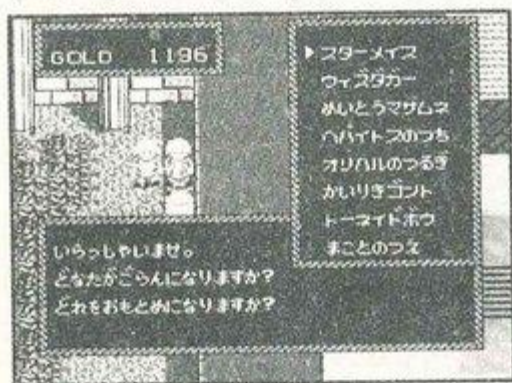 GOLD 1196
▶スターメイス
ウィスタカー
めいとうマサムネ
ヘパイトスのつち
オリハルのつるぎ
かいりきゴント
トーネイドボウ
まことのつえ
いらっしゃいませ。
どなたがごらんになりますか?
どれをおもとめになりますか?